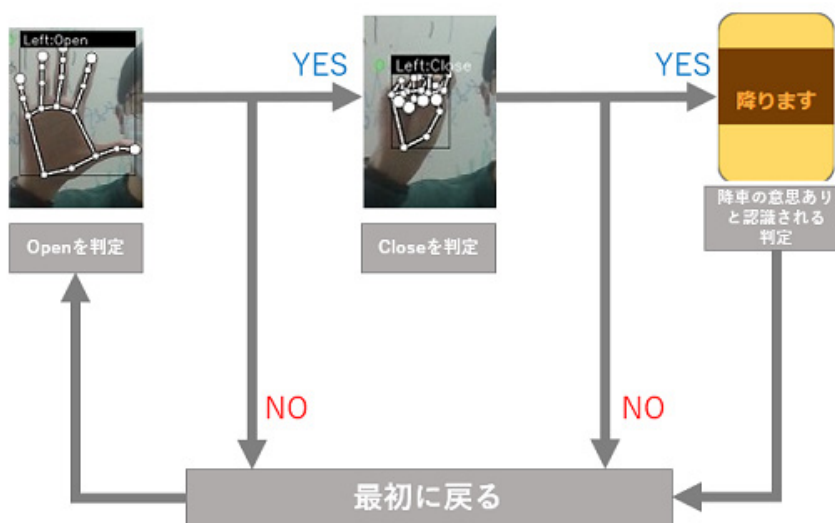 Left:Open
YES
Left:Close
YES
降ります
Openを判定
Closeを判定
降車の意思あり
と認識される
判定
NO
NO
最初に戻る